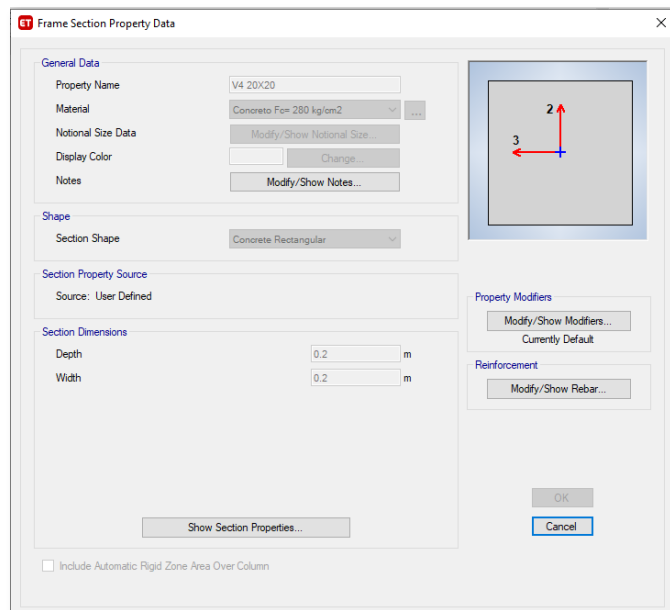 ET Frame Section Property Data
General Data
Property Name V4 20X20
Material Concreto Fc= 280 kg/cm2 ...
Notional Size Data Modify/Show Notional Size...
Display Color Change...
Notes Modify/Show Notes...
Shape
Section Shape Concrete Rectangular
Section Property Source
Source: User Defined
Section Dimensions
Depth 0.2 m
Width 0.2 m
Show Section Properties...
Include Automatic Rigid Zone Area Over Column
2
3
Property Modifiers
Modify/Show Modifiers...
Currently Default
Reinforcement
Modify/Show Rebar...
OK
Cancel